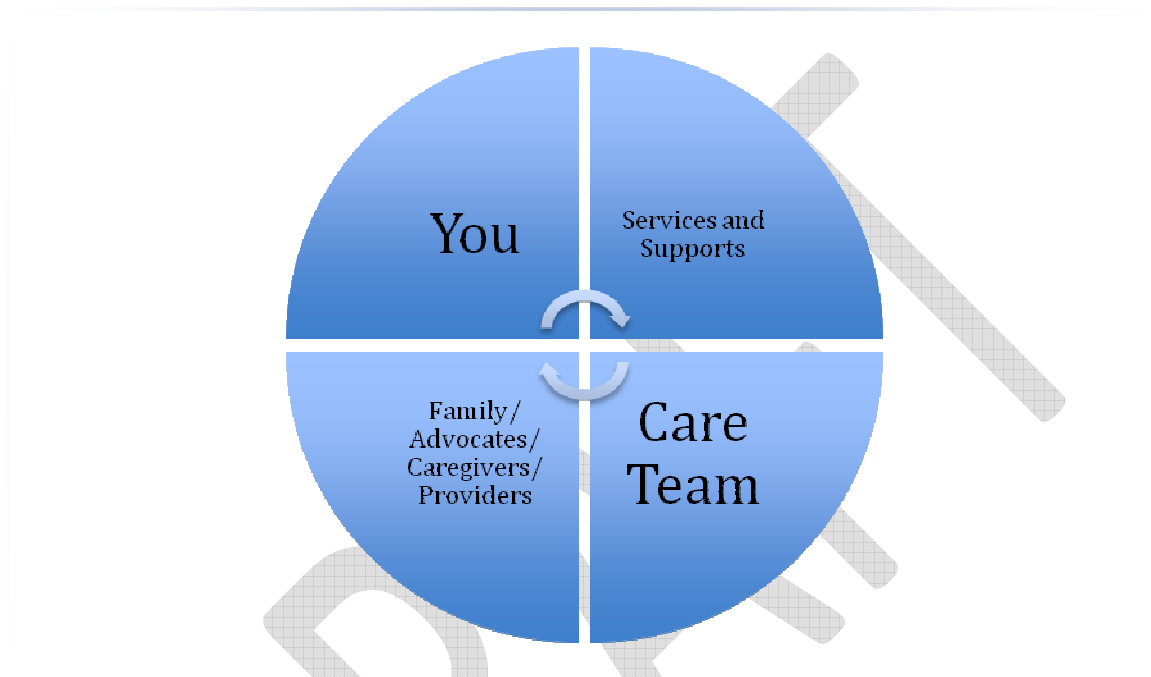 You
Services and
Supports
Family/
Advocates/
Caregivers/
Providers
Care
Team